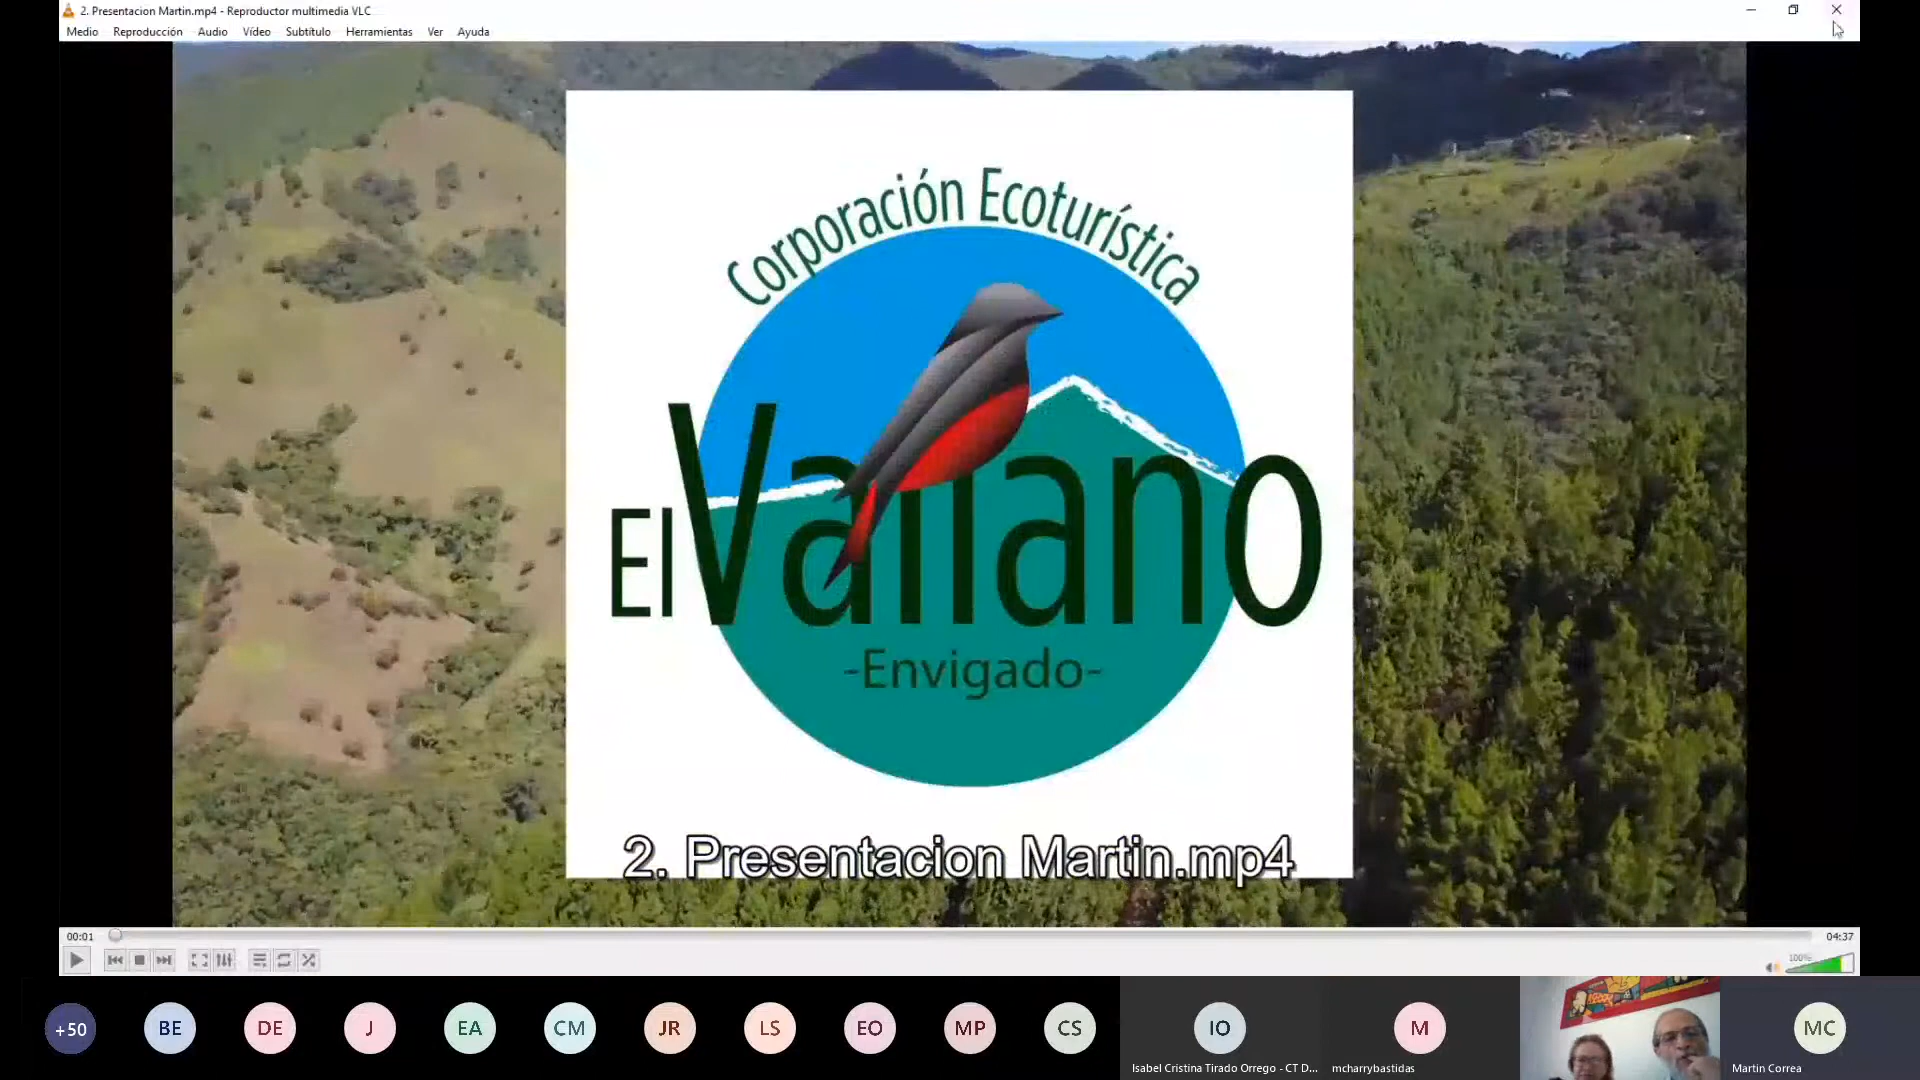 2. Presentacion Martin.mp4 - Reproductor multimedia VLC
Medio Reproducción Audio Vídeo Subtítulo Herramientas Ver Ayuda
Corporación Ecoturística
El Vallano
-Envigado-
2. Presentacion Martin.mp4
00:01
04:37
100%
+50 BE DE J EA CM JR LS EO MP CS IO M MC
Isabel Cristina Tirado Orrego - CT D... mcharrybastidas Martin Correa